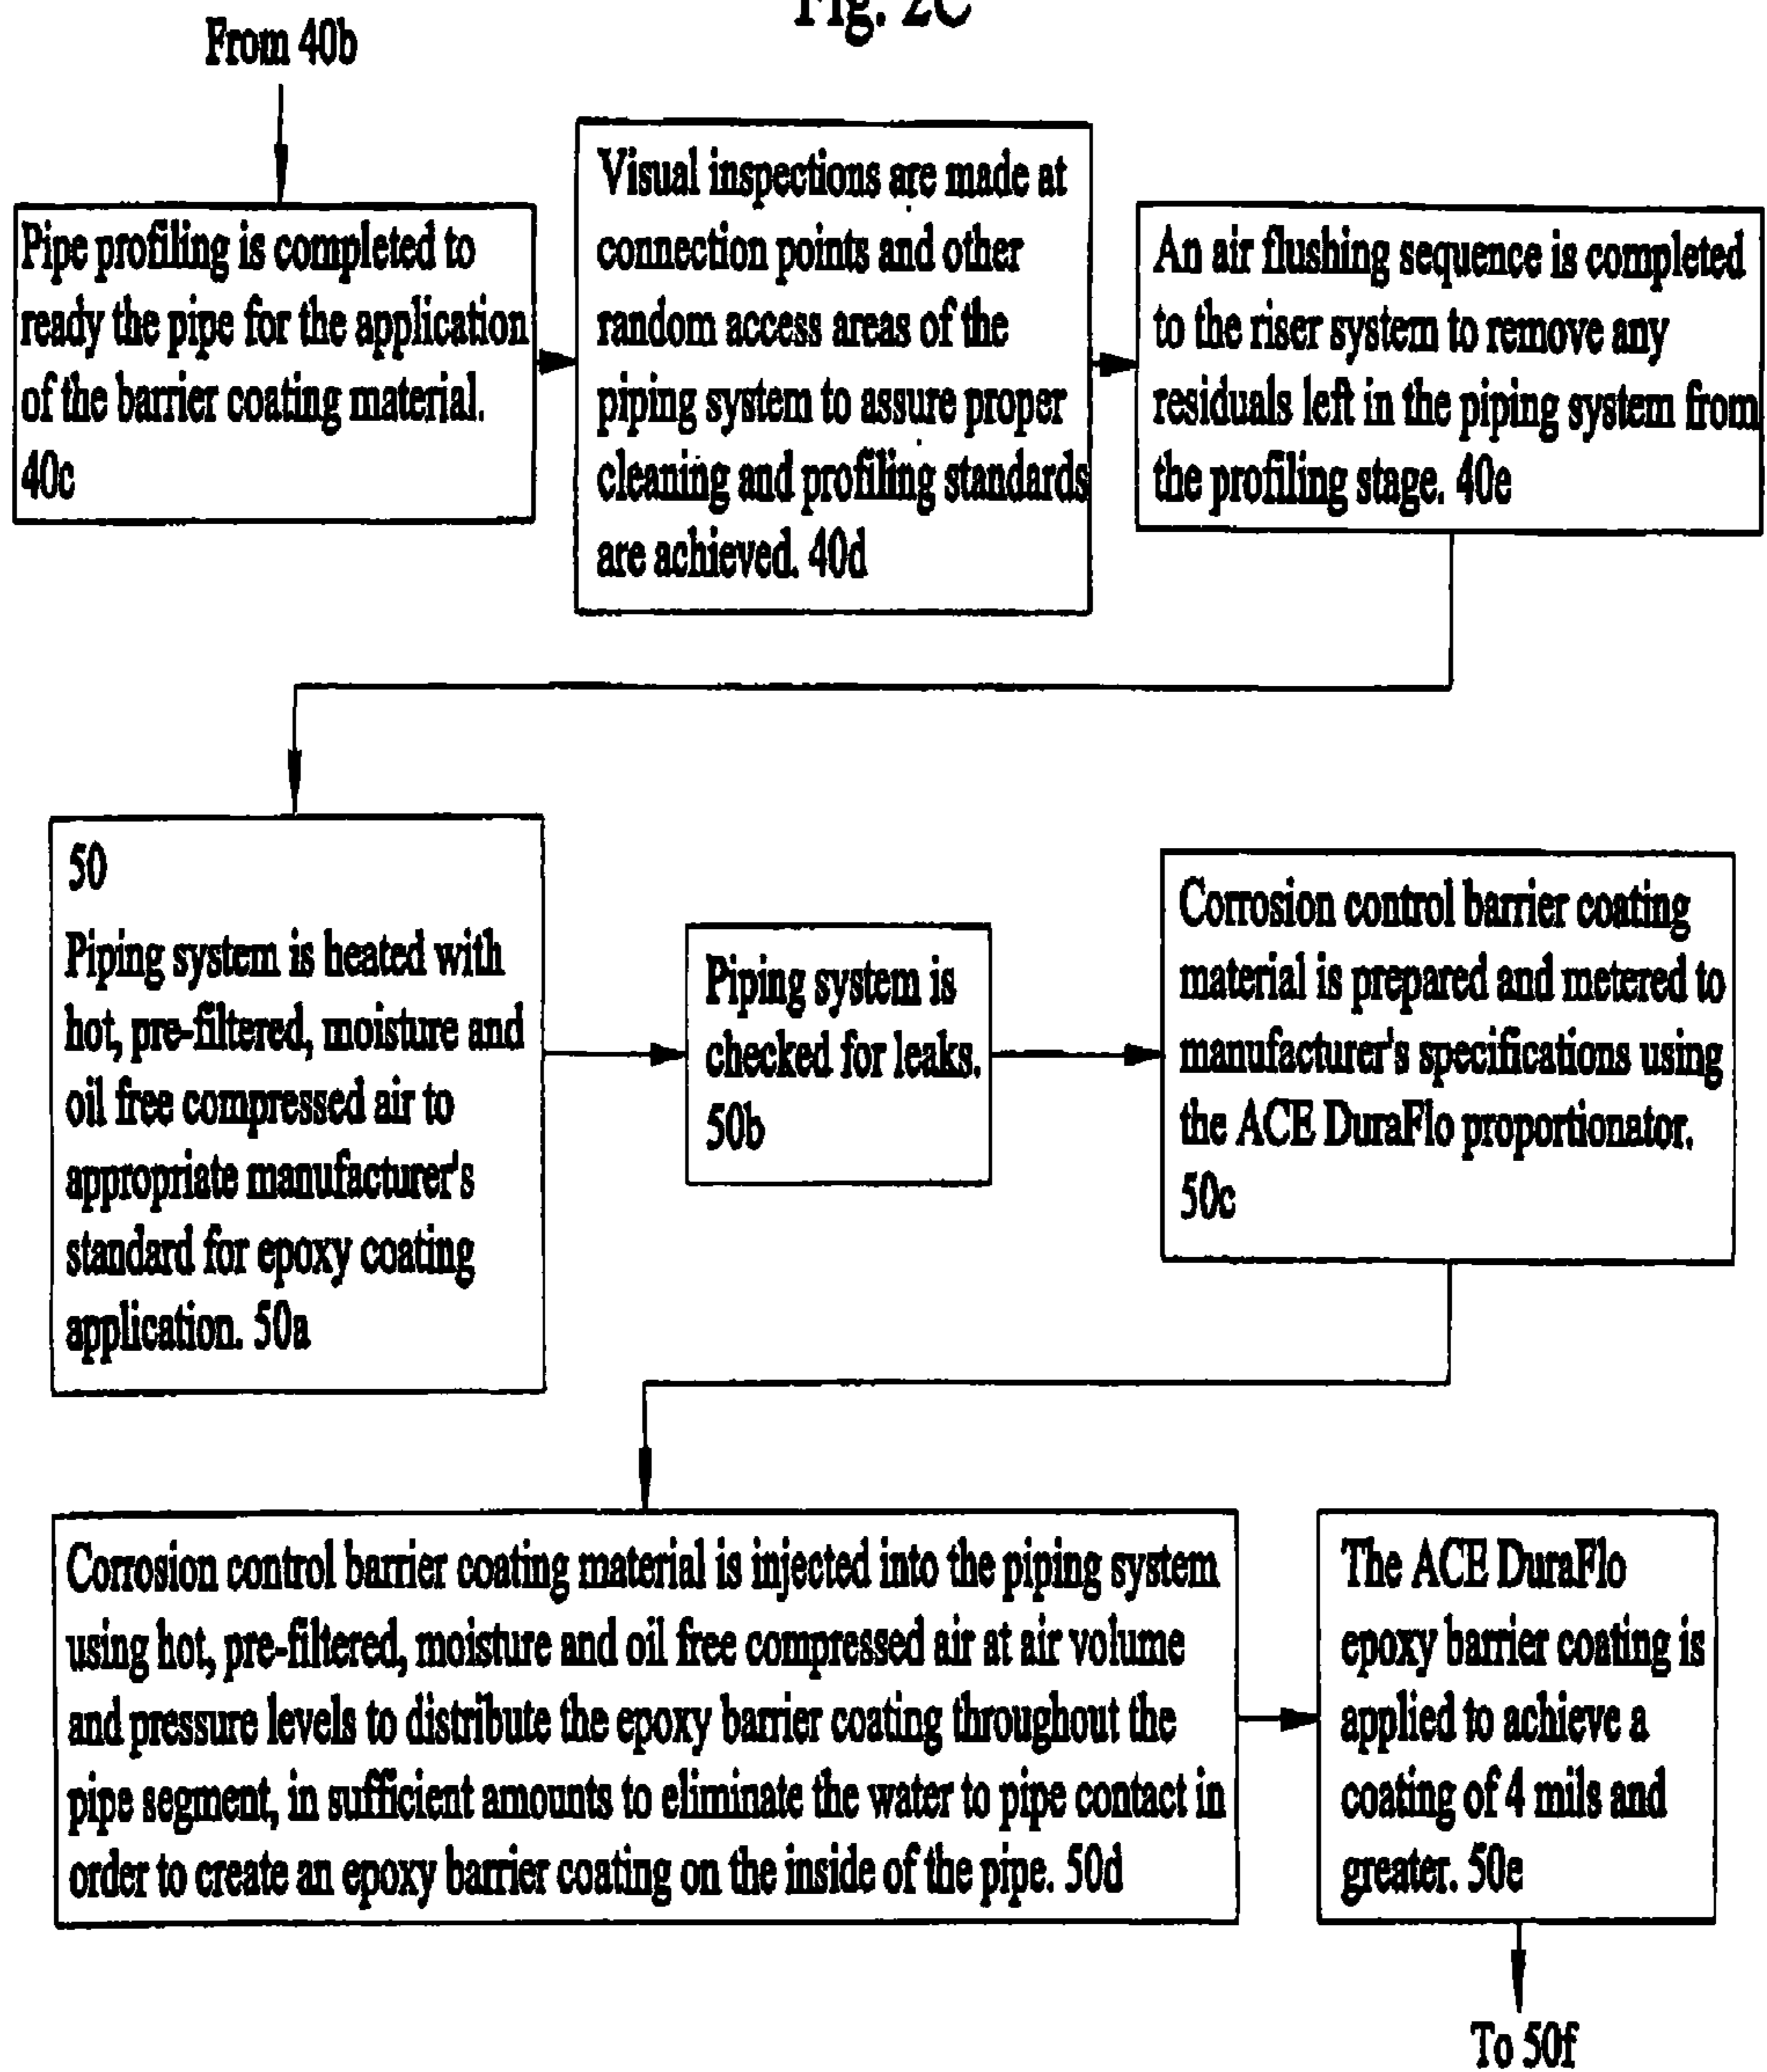 Fig. 2C
From 40b
Pipe profiling is completed to
ready the pipe for the application
of the barrier coating material.
40c
Visual inspections are made at
connection points and other
random access areas of the
piping system to assure proper
cleaning and profiling standards
are achieved. 40d
An air flushing sequence is completed
to the riser system to remove any
residuals left in the piping system from
the profiling stage. 40e
50
Piping system is heated with
hot, pre-filtered, moisture and
oil free compressed air to
appropriate manufacturer's
standard for epoxy coating
application. 50a
Piping system is
checked for leaks.
50b
Corrosion control barrier coating
material is prepared and metered to
manufacturer's specifications using
the ACE DuraFlo proportionator.
50c
Corrosion control barrier coating material is injected into the piping system
using hot, pre-filtered, moisture and oil free compressed air at air volume
and pressure levels to distribute the epoxy barrier coating throughout the
pipe segment, in sufficient amounts to eliminate the water to pipe contact in
order to create an epoxy barrier coating on the inside of the pipe. 50d
The ACE DuraFlo
epoxy barrier coating is
applied to achieve a
coating of 4 mils and
greater. 50e
To 50f